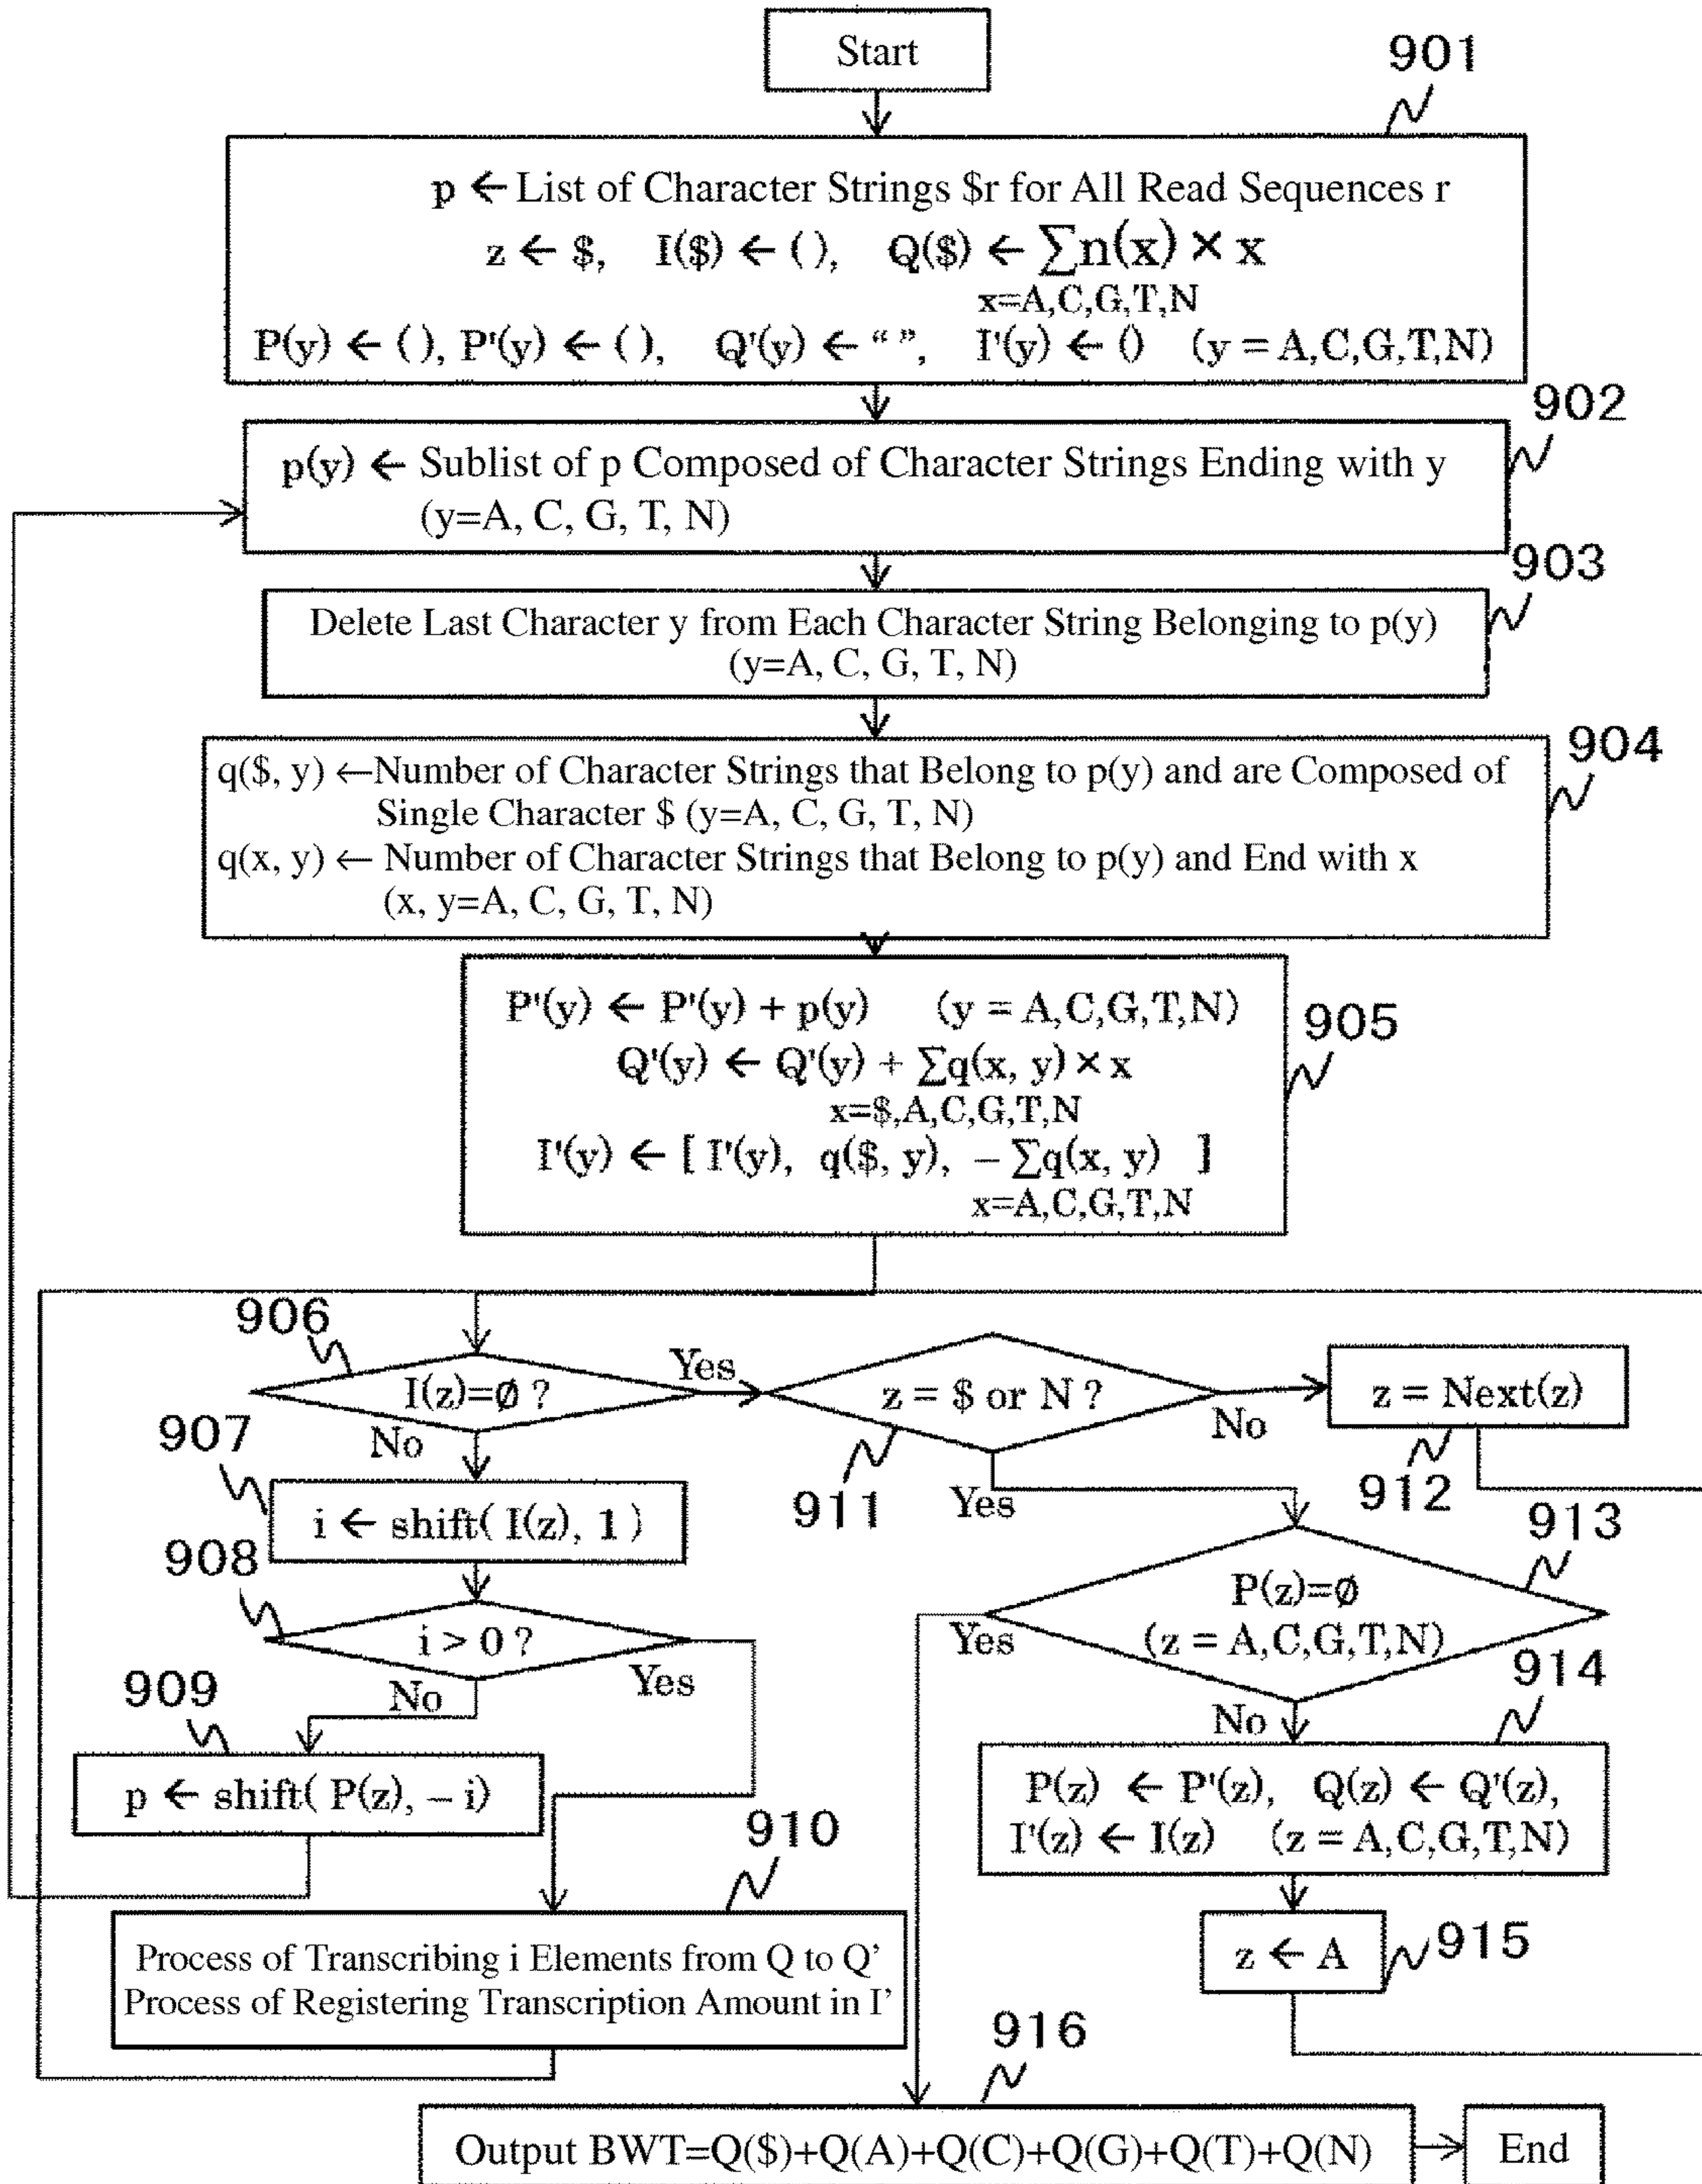 Start
901
p ← List of Character Strings $r for All Read Sequences r
z ← $, I($) ← ( ), Q($) ← ∑n(x) × x
x=A,C,G,T,N
P(y) ← ( ), P'(y) ← ( ), Q'(y) ← “ ”, I'(y) ← () (y = A,C,G,T,N)
902
p(y) ← Sublist of p Composed of Character Strings Ending with y
(y=A, C, G, T, N)
903
Delete Last Character y from Each Character String Belonging to p(y)
(y=A, C, G, T, N)
904
q($, y) ←Number of Character Strings that Belong to p(y) and are Composed of
Single Character $ (y=A, C, G, T, N)
q(x, y) ← Number of Character Strings that Belong to p(y) and End with x
(x, y=A, C, G, T, N)
905
P'(y) ← P'(y) + p(y) (y = A,C,G,T,N)
Q'(y) ← Q'(y) + ∑q(x, y) × x
x=$,A,C,G,T,N
I'(y) ← [ I'(y), q($, y), – ∑q(x, y) ]
x=A,C,G,T,N
906
I(z)=∅ ?
Yes
No
z = $ or N ?
No
Yes
911
z = Next(z)
912
907
i ← shift( I(z), 1 )
908
i > 0 ?
No
Yes
913
P(z)=∅
(z = A,C,G,T,N)
Yes
No
909
p ← shift( P(z), – i)
914
P(z) ← P'(z), Q(z) ← Q'(z),
I'(z) ← I(z) (z = A,C,G,T,N)
910
Process of Transcribing i Elements from Q to Q’
Process of Registering Transcription Amount in I’
z ← A
915
916
Output BWT=Q($)+Q(A)+Q(C)+Q(G)+Q(T)+Q(N)
End